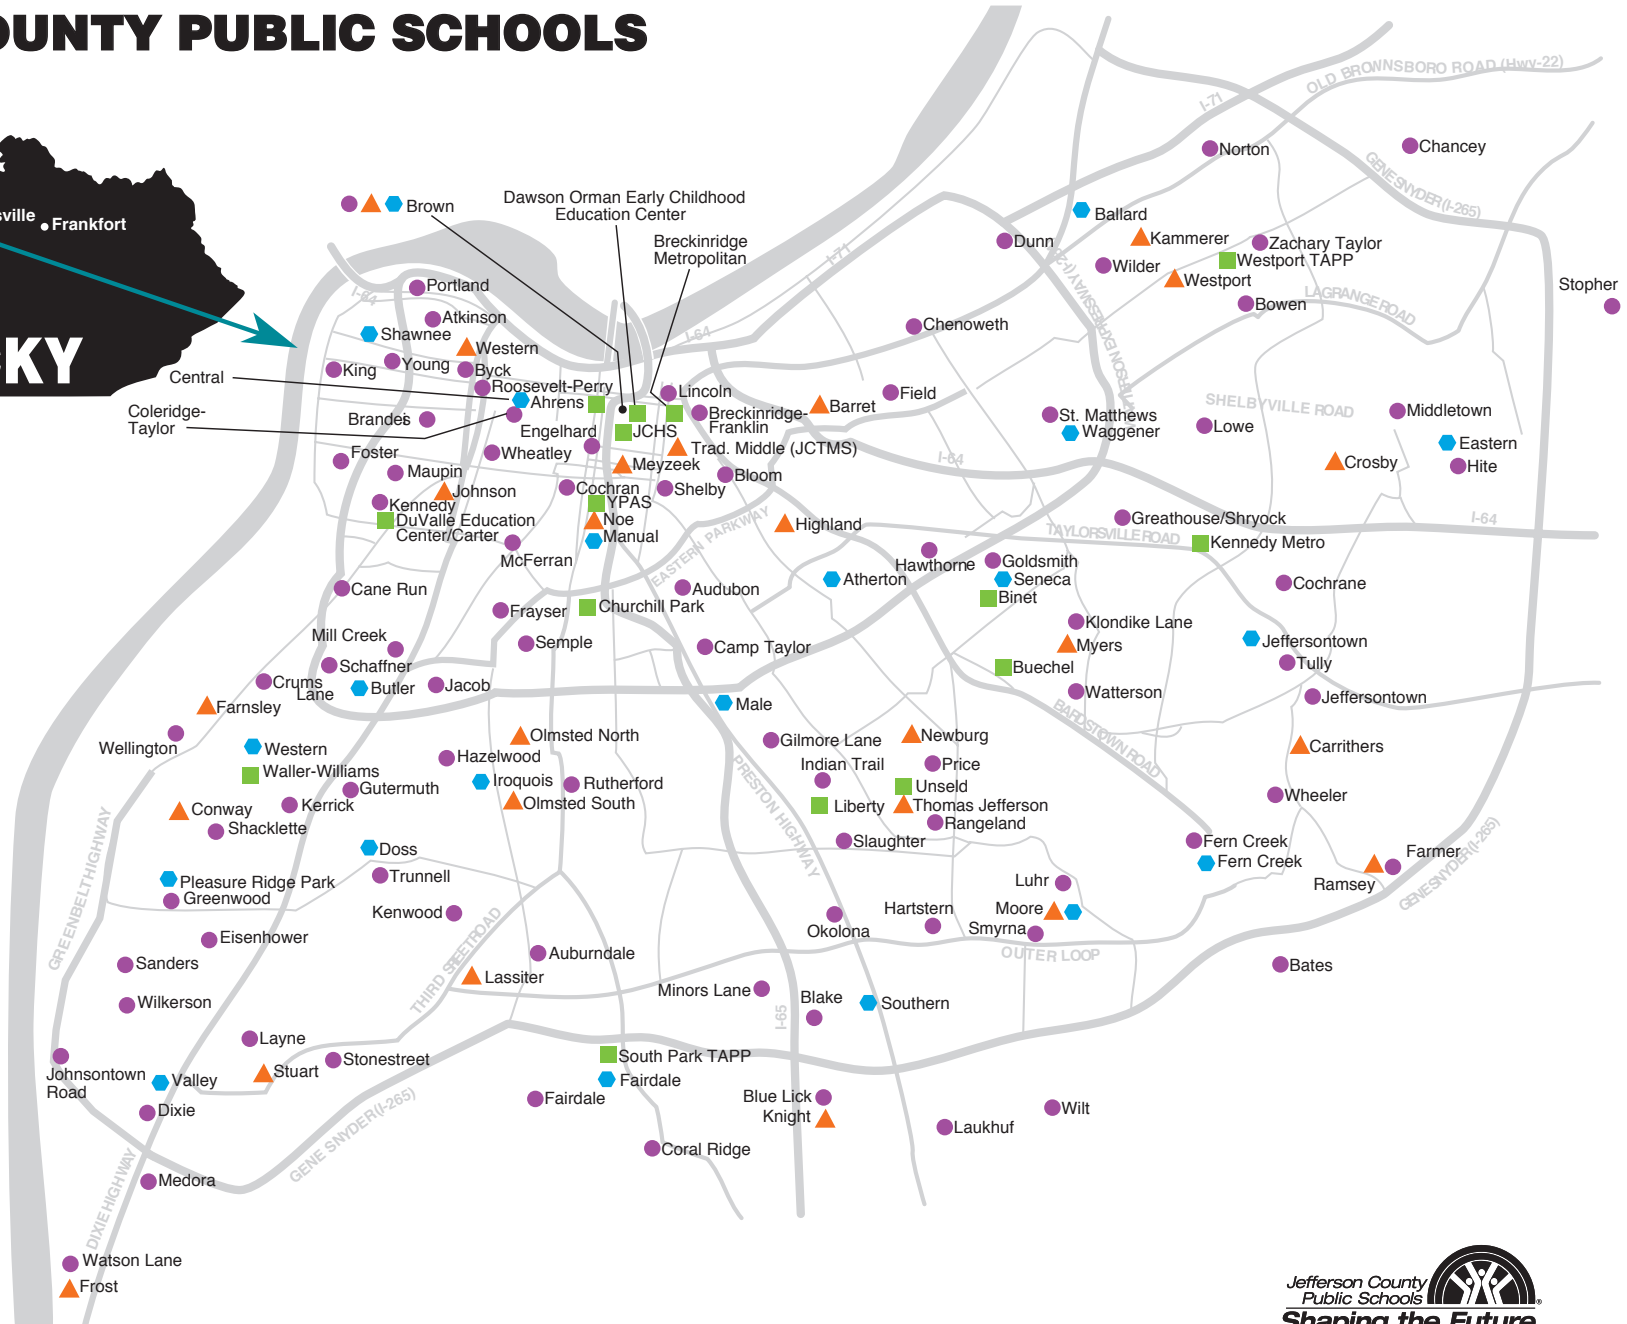 OUNTY PUBLIC SCHOOLS
sville
Frankfort
KY
OLD BROWNSBORO ROAD (Hwy-22)
I-71
Norton
Chancey
GENE SNYDER (I-265)
Brown
Dawson Orman Early Childhood
Education Center
Breckinridge
Metropolitan
Ballard
Kammerer
Dunn
Zachary Taylor
Westport TAPP
Wilder
Westport
Bowen
LAGRANGE ROAD
Stopher
I-71
I-64
Portland
Atkinson
Shawnee
Western
Young
King
Byck
Central
Roosevelt-Perry
Ahrens
Coleridge-
Taylor
Brandeis
Engelhard
JCHS
Lincoln
Breckinridge-
Franklin
Trad. Middle (JCTMS)
I-64
Chenoweth
Field
Barret
St. Matthews
Waggener
SHELBYVILLE ROAD
Lowe
Middletown
Eastern
Hite
Crosby
I-64
Foster
Maupin
Wheatley
Johnson
Kennedy
DuValle Education
Center/Carter
Meyzeek
Bloom
Cochran
Shelby
YPAS
Noe
Manual
McFerran
EASTERN PARKWAY
Highland
Greathouse/Shryock
I-64
TAYLORSVILLE ROAD
Kennedy Metro
Hawthorne
Goldsmith
Seneca
Binet
Atherton
Cochrane
Cane Run
Audubon
Frayser
Churchill Park
Klondike Lane
Myers
Jeffersontown
Tully
Mill Creek
Semple
Camp Taylor
Schaffner
Buechel
Crums
Lane
Butler
Jacob
Watterson
Jeffersontown
Farnsley
Male
BARDSTOWN ROAD
Wellington
Western
Olmsted North
Gilmore Lane
Newburg
Carrithers
Waller-Williams
Hazelwood
Indian Trail
Price
Gutermuth
Iroquois
Rutherford
Unseld
Kerrick
Olmsted South
Liberty
Thomas Jefferson
Wheeler
Conway
Rangeland
Shacklette
PRESTON HIGHWAY
Slaughter
Fern Creek
Fern Creek
GREENBELT HIGHWAY
Doss
Farmer
Ramsey
GENE SNYDER (I-265)
Pleasure Ridge Park
Trunnell
Luhr
Greenwood
Kenwood
Hartstern
Moore
Okolona
Smyrna
Eisenhower
THIRD STREET ROAD
Auburndale
OUTER LOOP
Sanders
Lassiter
Bates
Wilkerson
Minors Lane
Blake
Southern
I-65
Layne
Stonestreet
South Park TAPP
Johnsontown
Road
Valley
Stuart
Fairdale
Dixie
Fairdale
Blue Lick
Knight
Wilt
GENE SNYDER (I-265)
Laukhuf
Coral Ridge
Medora
DIXIE HIGHWAY
Watson Lane
Frost
Jefferson County
Public Schools
Shaping the Future